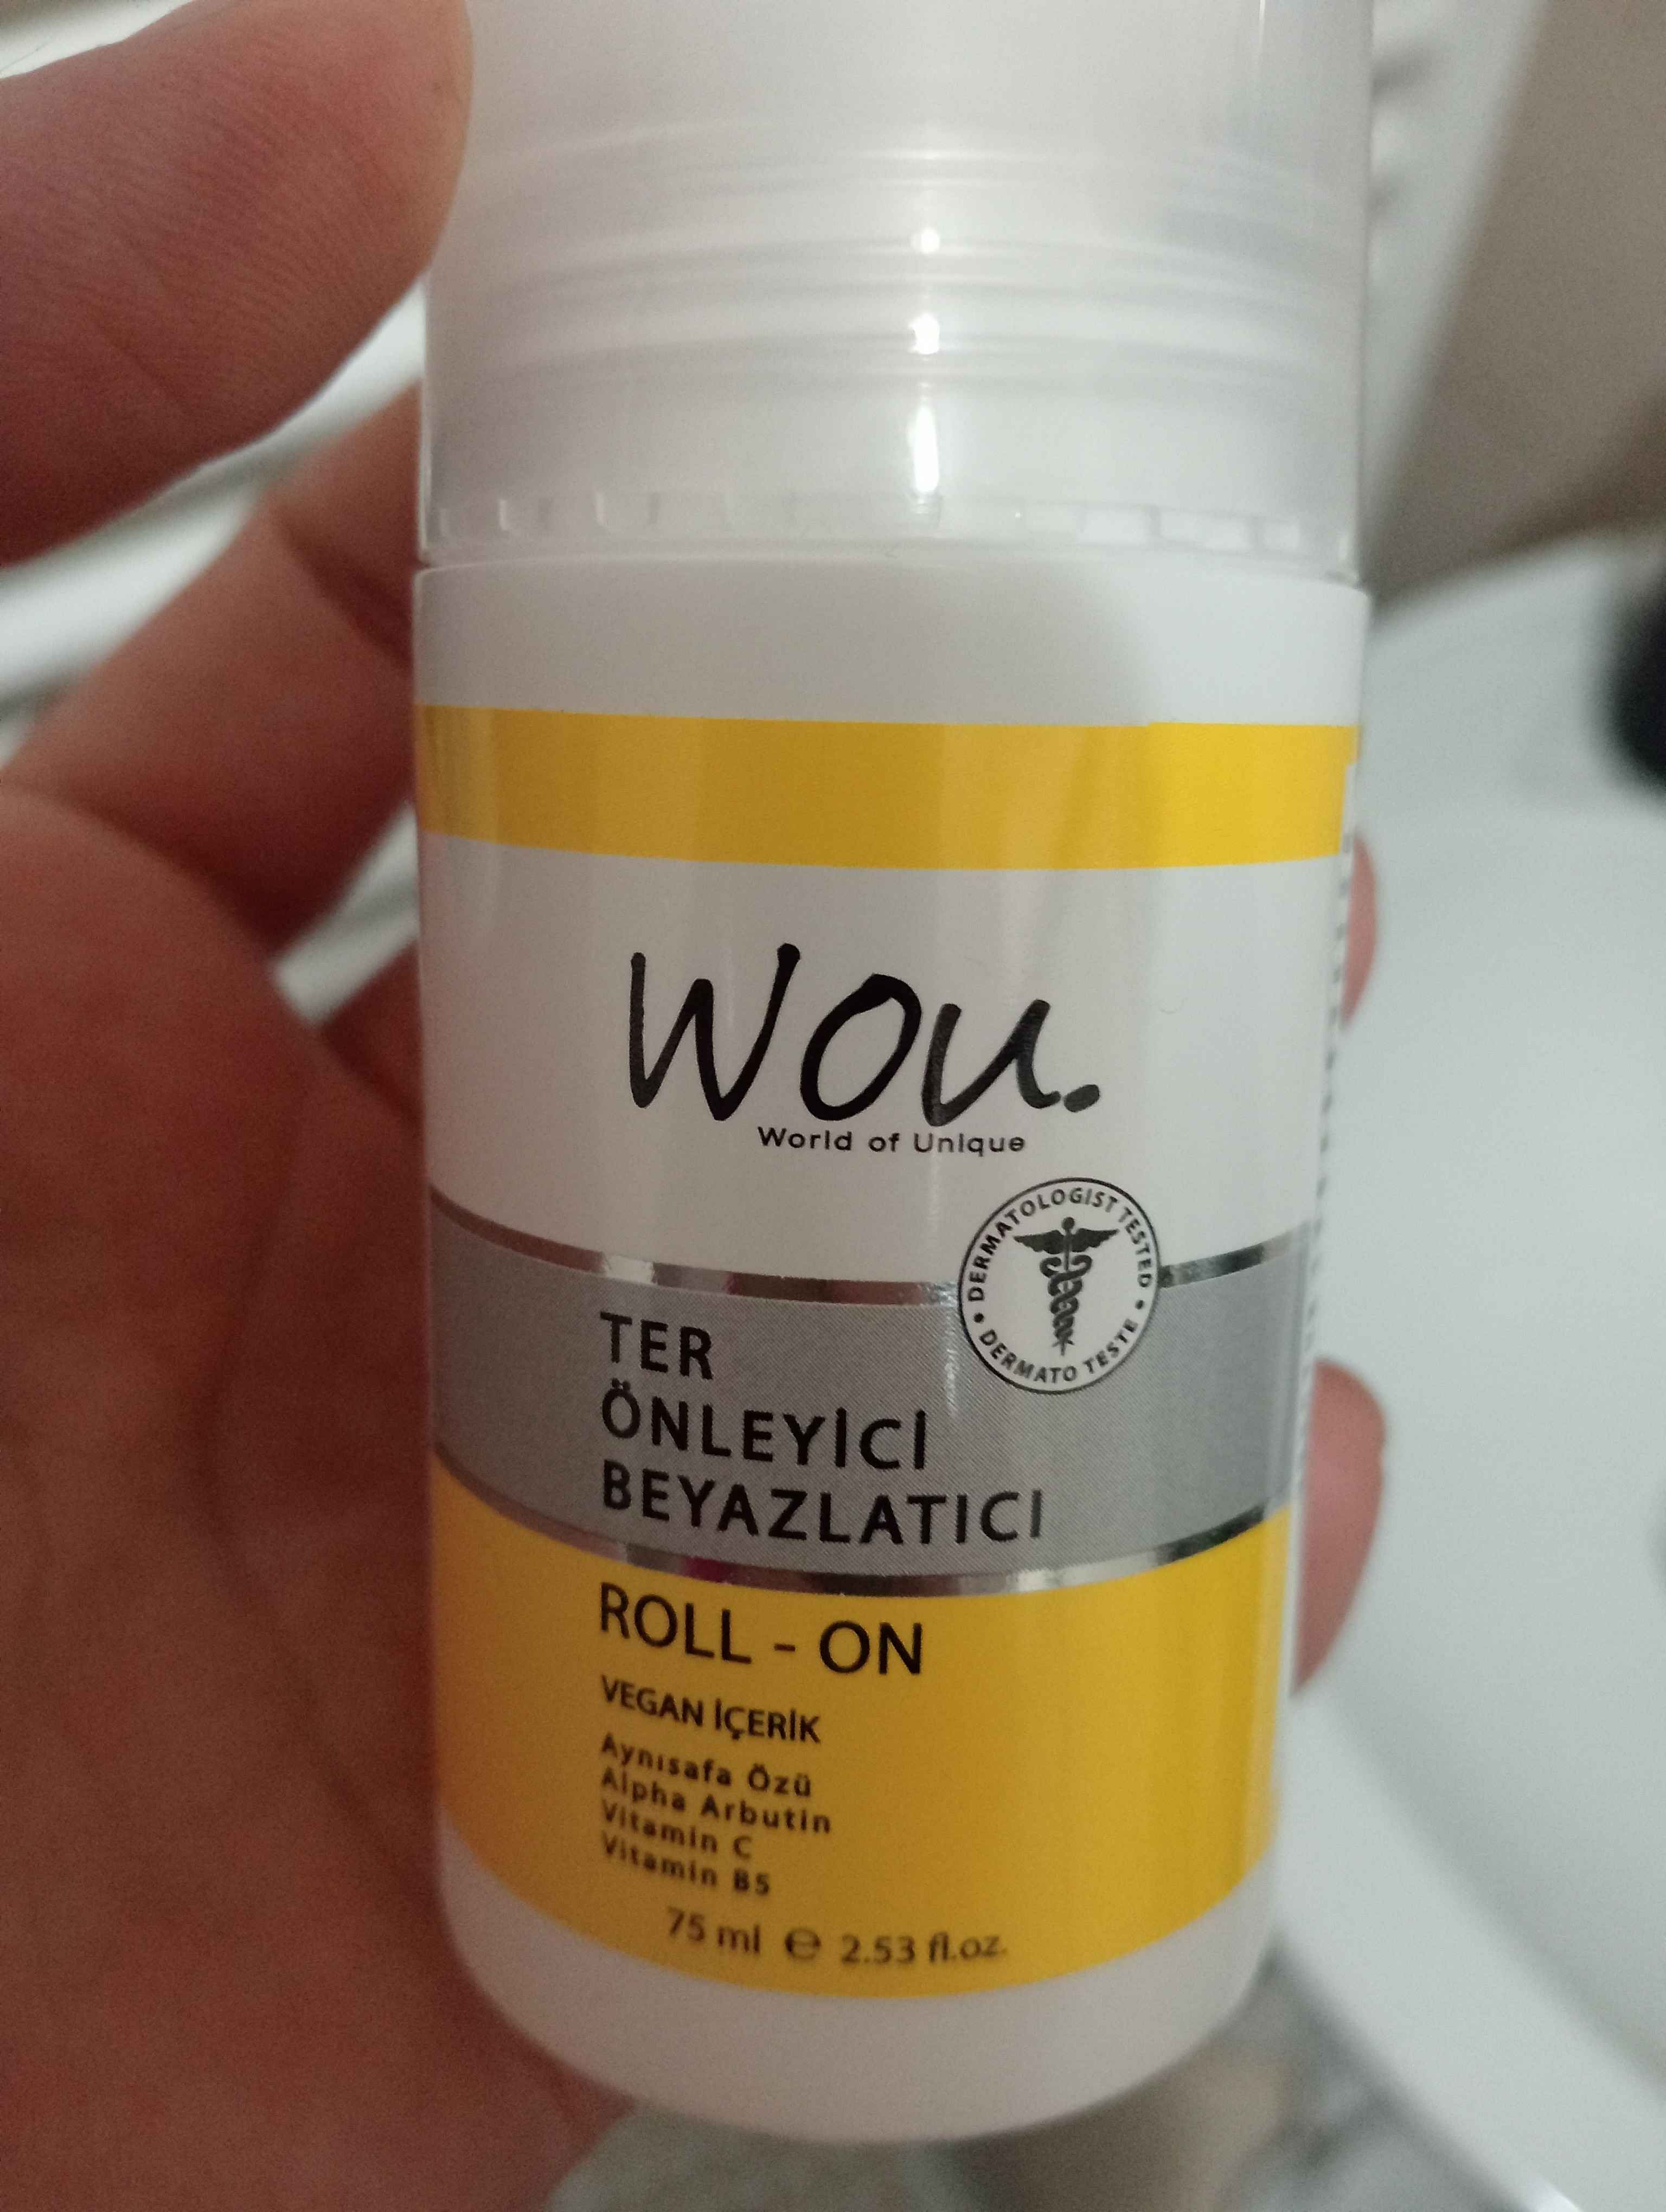 wou.
World of Unique
• DERMATOLOGIST TESTED •
DERMATO TESTE
TER
ÖNLEYİCİ
BEYAZLATICI
ROLL - ON
VEGAN İÇERİK
Aynısafa Özü
Alpha Arbutin
Vitamin C
Vitamin B5
75 ml ℮ 2.53 fl.oz.